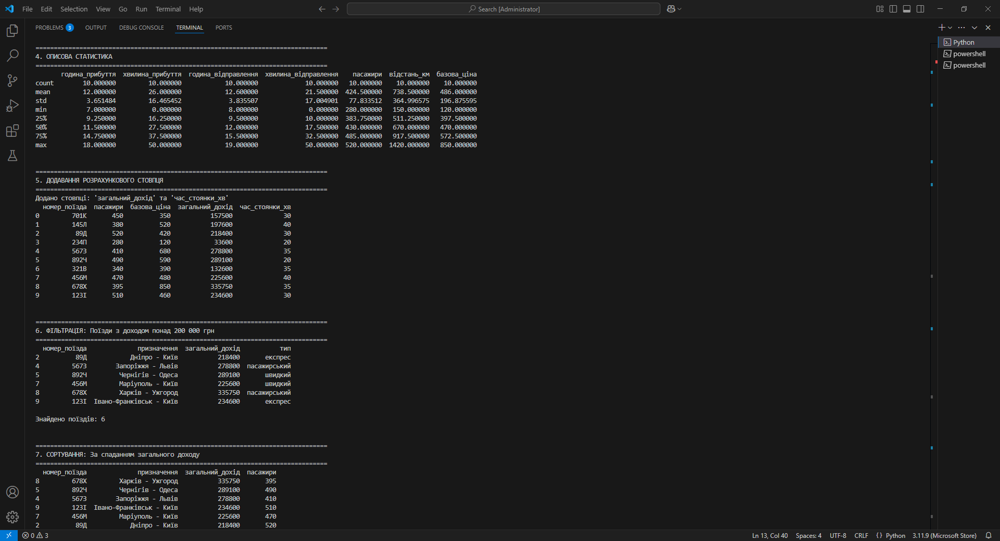 File Edit Selection View Go Run Terminal Help
Search [Administrator]
PROBLEMS 3 OUTPUT DEBUG CONSOLE TERMINAL PORTS
Python
powershell
powershell
================================================================================
4. ОПИСОВА СТАТИСТИКА
================================================================================
година_прибуття хвилина_прибуття година_відправлення хвилина_відправлення пасажири відстань_км базова_ціна
count 10.000000 10.000000 10.000000 10.000000 10.000000 10.000000 10.000000
mean 12.000000 26.000000 12.600000 21.500000 424.500000 738.500000 486.000000
std 3.651484 16.465452 3.835507 17.004901 77.833512 364.996575 196.875595
min 7.000000 0.000000 8.000000 0.000000 280.000000 150.000000 120.000000
25% 9.250000 16.250000 9.500000 10.000000 383.750000 511.250000 397.500000
50% 11.500000 27.500000 12.000000 17.500000 430.000000 670.000000 470.000000
75% 14.750000 37.500000 15.500000 32.500000 485.000000 917.500000 572.500000
max 18.000000 50.000000 19.000000 50.000000 520.000000 1420.000000 850.000000
================================================================================
5. ДОДАВАННЯ РОЗРАХУНКОВОГО СТОВПЦЯ
================================================================================
Додано стовпці: 'загальний_дохід' та 'час_стоянки_хв'
номер_поїзда пасажири базова_ціна загальний_дохід час_стоянки_хв
0 701К 450 350 157500 30
1 145Л 380 520 197600 40
2 89Д 520 420 218400 30
3 234П 280 120 33600 20
4 567З 410 680 278800 35
5 892Ч 490 590 289100 20
6 321В 340 390 132600 35
7 456М 470 480 225600 40
8 678Х 395 850 335750 35
9 123І 510 460 234600 30
================================================================================
6. ФІЛЬТРАЦІЯ: Поїзди з доходом понад 200 000 грн
================================================================================
номер_поїзда призначення загальний_дохід тип
2 89Д Дніпро - Київ 218400 експрес
4 567З Запоріжжя - Львів 278800 пасажирський
5 892Ч Чернігів - Одеса 289100 швидкий
7 456М Маріуполь - Київ 225600 швидкий
8 678Х Харків - Ужгород 335750 пасажирський
9 123І Івано-Франківськ - Київ 234600 експрес
Знайдено поїздів: 6
================================================================================
7. СОРТУВАННЯ: За спаданням загального доходу
================================================================================
номер_поїзда призначення загальний_дохід пасажири
8 678Х Харків - Ужгород 335750 395
5 892Ч Чернігів - Одеса 289100 490
4 567З Запоріжжя - Львів 278800 410
9 123І Івано-Франківськ - Київ 234600 510
7 456М Маріуполь - Київ 225600 470
2 89Д Дніпро - Київ 218400 520
0 3 Ln 13, Col 40 Spaces: 4 UTF-8 CRLF {} Python 3.11.9 (Microsoft Store)